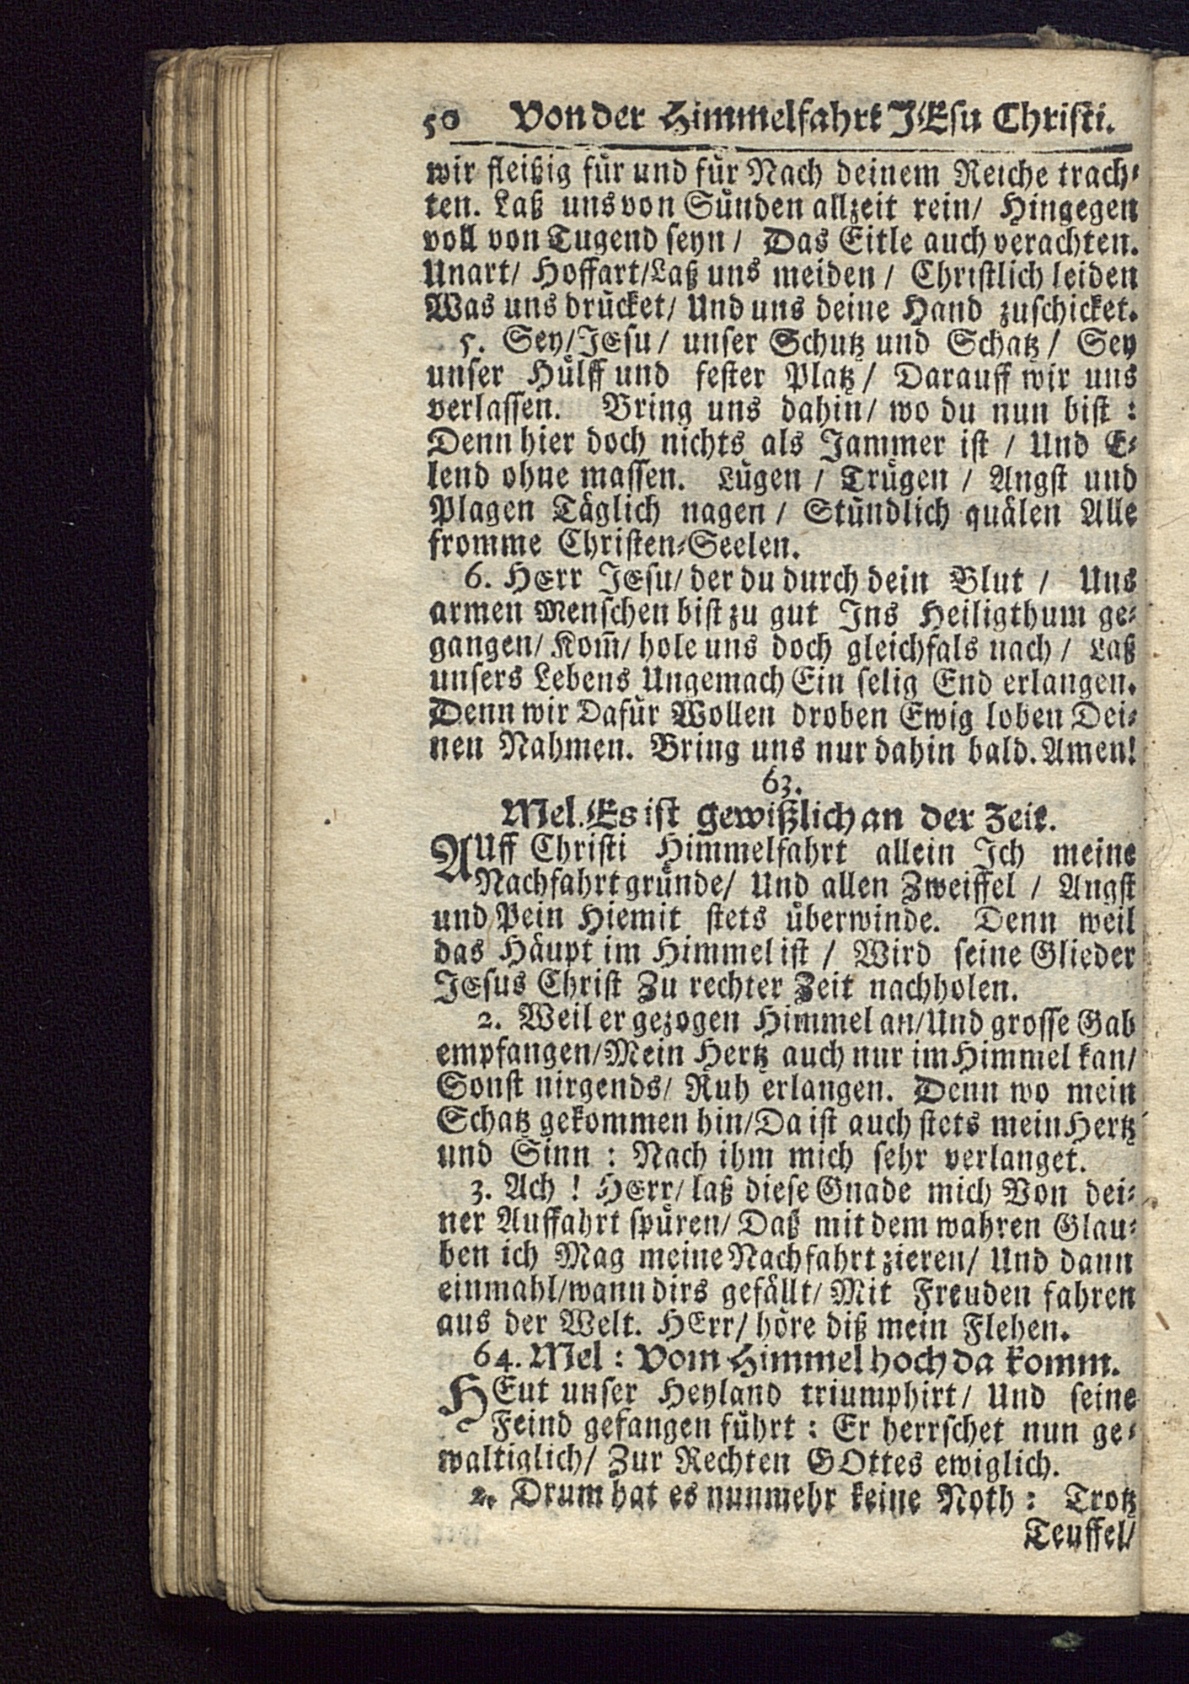 50 Von der Himmelfahrt JEsu Christi.
wir fleißig für und für Nach deinem Reiche trach⸗
ten. Laß uns von Sünden allzeit rein/ Hingegen
voll von Tugend seyn/ Das Eitle auch verachten.
Unart/ Hoffart/Laß uns meiden/ Christlich leiden
Was uns drücket/ Und uns deine Hand zuschicket.
5. Sey/JEsu/ unser Schutz und Schatz/ Sey
unser Hülff und fester Platz/ Darauff wir uns
verlassen. Bring uns dahin/ wo du nun bist:
Denn hier doch nichts als Jammer ist/ Und E⸗
lend ohne massen. Lügen/ Trügen/ Angst und
Plagen Täglich nagen/ Stündlich quälen Alle
fromme Christen⸗Seelen.
6. HErr JEsu/ der du durch dein Blut/ Uns
armen Menschen bist zu gut Ins Heiligthum ge⸗
gangen/ Kom̃/ hole uns doch gleichfals nach/ Laß
unsers Lebens Ungemach Ein selig End erlangen.
Denn wir Dafür Wollen droben Ewig loben Dei⸗
nen Nahmen. Bring uns nur dahin bald. Amen!
63.
Mel. Es ist gewißlich an der Zeit.
AUff Christi Himmelfahrt allein Ich meine
Nachfahrt gründe/ Und allen Zweiffel/ Angst
und Pein Hiemit stets überwinde. Denn weil
das Häupt im Himmel ist/ Wird seine Glieder
JEsus Christ Zu rechter Zeit nachholen.
2. Weil er gezogen Himmel an/Und grosse Gab
empfangen/Mein Hertz auch nur im Himmel kan/
Sonst nirgends/ Ruh erlangen. Denn wo mein
Schatz gekommen hin/Da ist auch stets mein Hertz
und Sinn: Nach ihm mich sehr verlanget.
3. Ach! HErr/ laß diese Gnade mich Von dei⸗
ner Auffahrt spüren/ Daß mit dem wahren Glau⸗
ben ich Mag meine Nachfahrt zieren/ Und dann
einmahl/wann dirs gefällt/ Mit Freuden fahren
aus der Welt. HErr/ höre diß mein Flehen.
64. Mel: Vom Himmel hoch da komm.
HEut unser Heyland triumphirt/ Und seine
Feind gefangen führt: Er herrschet nun ge⸗
waltiglich/ Zur Rechten GOttes ewiglich.
2. Drum hat es nunmehr keine Noth: Trotz
Teuffel/